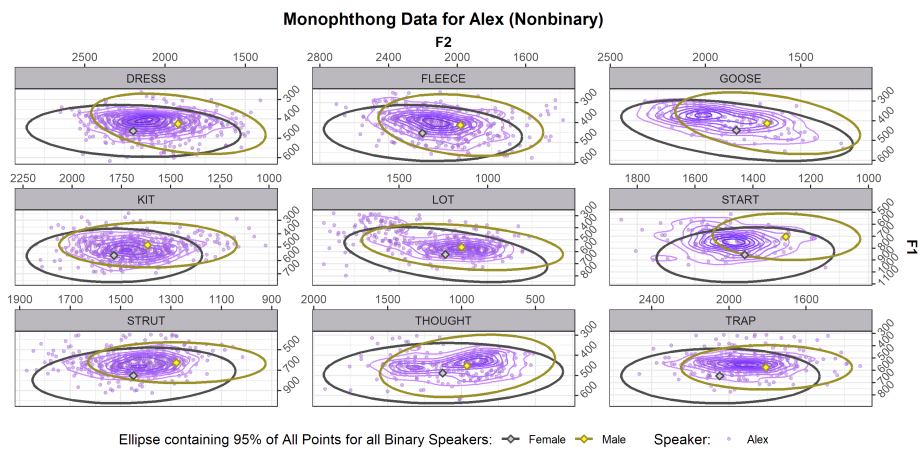 Monophthong Data for Alex (Nonbinary)
F2
2500 2000 1500
2800 2400 2000 1600
2000 1500
DRESS FLEECE GOOSE
300 400 500 600
300 400 500 600
300 400 500 600
2250 2000 1750 1500 1250 1000
1500 1000
1800 1600 1400 1200 1000
KIT LOT START
300 400 500 600 700
300 400 500 600 700 800
500 600 700 800 900 1000 1100
F1
1900 1700 1500 1300 1100 900
2000 1500 1000 500
2400 2000 1600
STRUT THOUGHT TRAP
500 700 900
300 400 500 600
300 400 500 600 700 800
Ellipse containing 95% of All Points for all Binary Speakers: Female Male Speaker: Alex